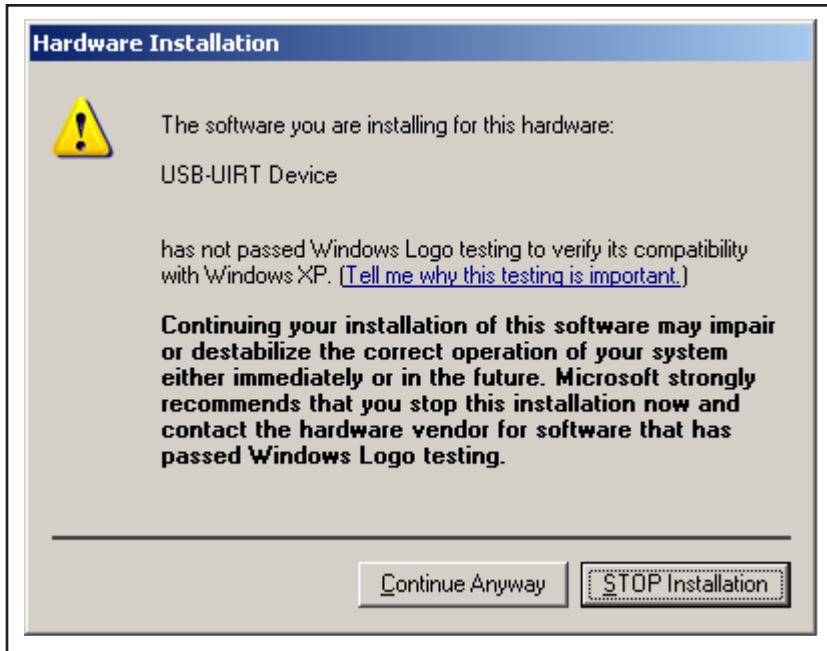 Hardware Installation
The software you are installing for this hardware:
USB-UIRT Device
has not passed Windows Logo testing to verify its compatibility
with Windows XP. (Tell me why this testing is important.)
Continuing your installation of this software may impair
or destabilize the correct operation of your system
either immediately or in the future. Microsoft strongly
recommends that you stop this installation now and
contact the hardware vendor for software that has
passed Windows Logo testing.
Continue Anyway
STOP Installation